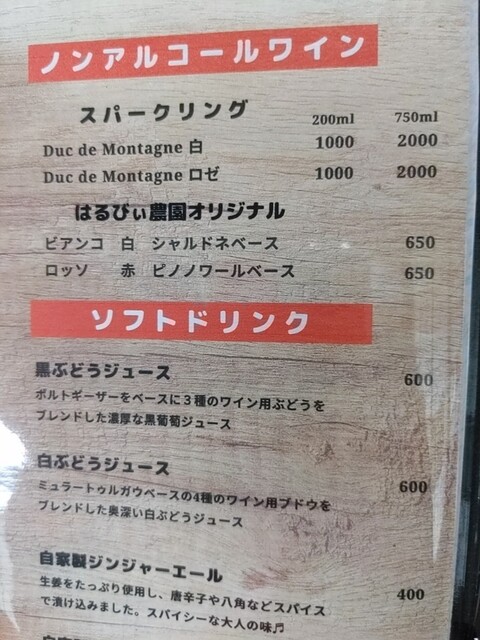 ノンアルコールワイン
スパークリング 200ml 750ml
Duc de Montagne 白 1000 2000
Duc de Montagne ロゼ 1000 2000
はるぴぃ農園オリジナル
ビアンコ 白 シャルドネベース 650
ロッソ 赤 ピノノワールベース 650
ソフトドリンク
黒ぶどうジュース 600
ポルトギーザーをベースに3種のワイン用ぶどうを
ブレンドした濃厚な黒葡萄ジュース
白ぶどうジュース 600
ミュラートゥルガウベースの4種のワイン用ブドウを
ブレンドした奥深い白ぶどうジュース
自家製ジンジャーエール 400
生姜をたっぷり使用し、唐辛子や八角などスパイス
で漬け込みました。スパイシーな大人の味♬